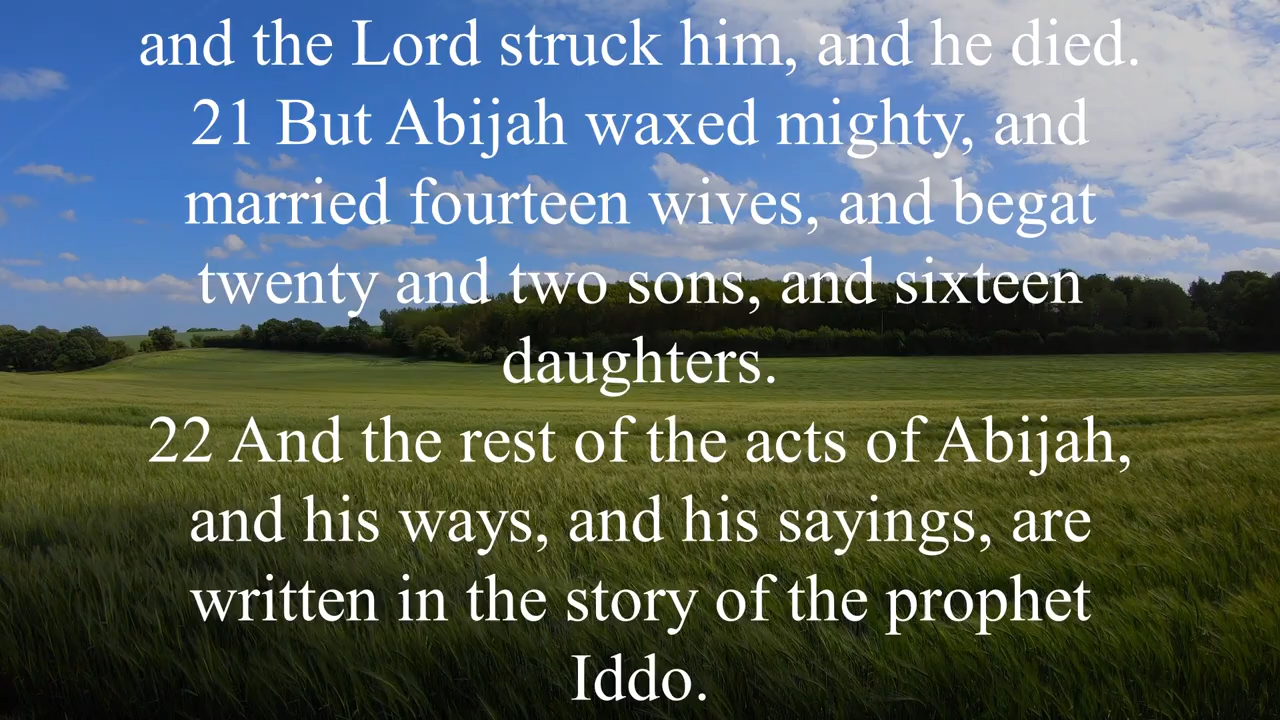 and the Lord struck him, and he died.
21 But Abijah waxed mighty, and
married fourteen wives, and begat
twenty and two sons, and sixteen
daughters.
22 And the rest of the acts of Abijah,
and his ways, and his sayings, are
written in the story of the prophet
Iddo.